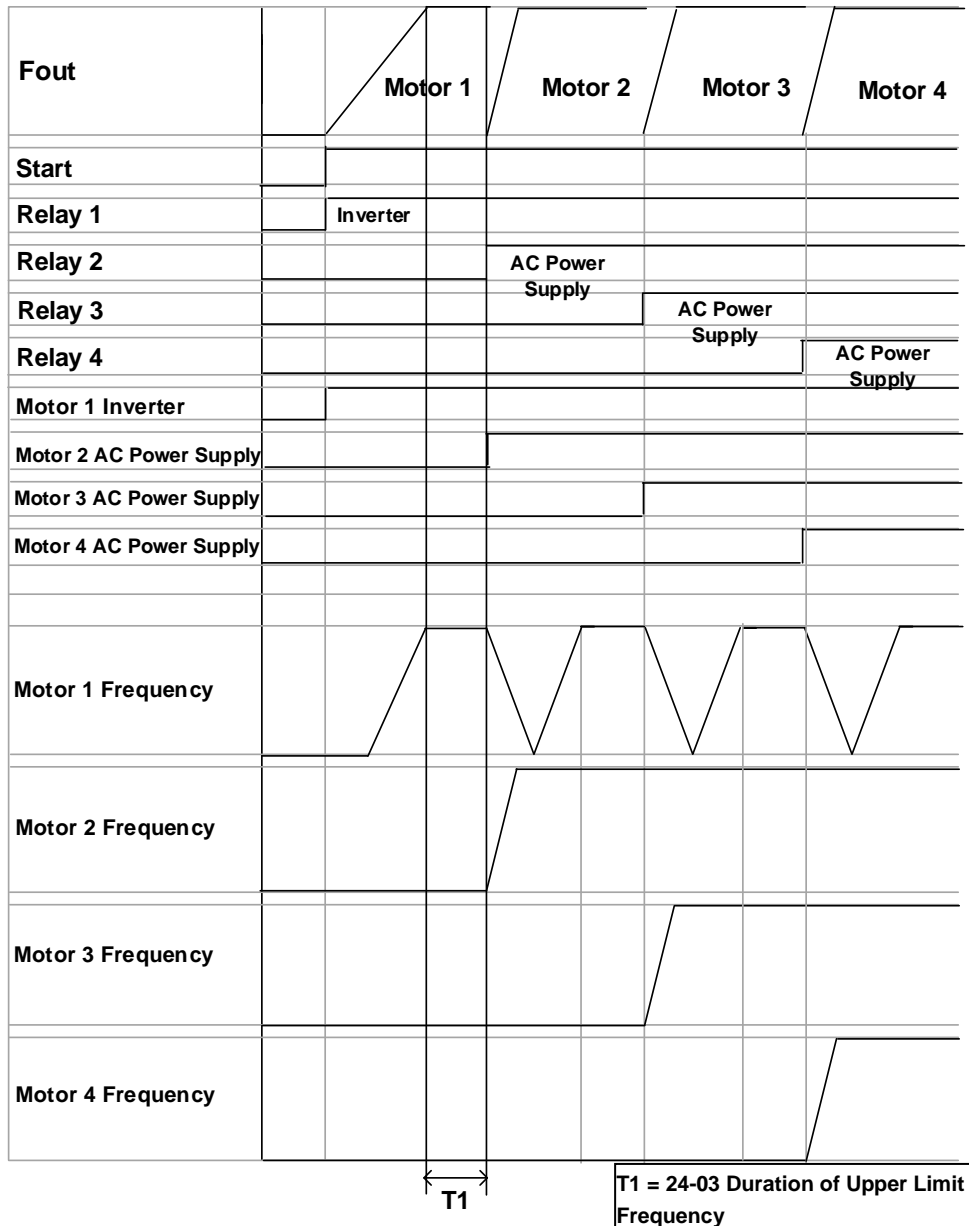 Fout
Motor 1
Motor 2
Motor 3
Motor 4
Start
Relay 1
Inverter
Relay 2
AC Power
Supply
Relay 3
AC Power
Supply
Relay 4
AC Power
Supply
Motor 1 Inverter
Motor 2 AC Power Supply
Motor 3 AC Power Supply
Motor 4 AC Power Supply
Motor 1 Frequency
Motor 2 Frequency
Motor 3 Frequency
Motor 4 Frequency
T1
T1 = 24-03 Duration of Upper Limit
Frequency